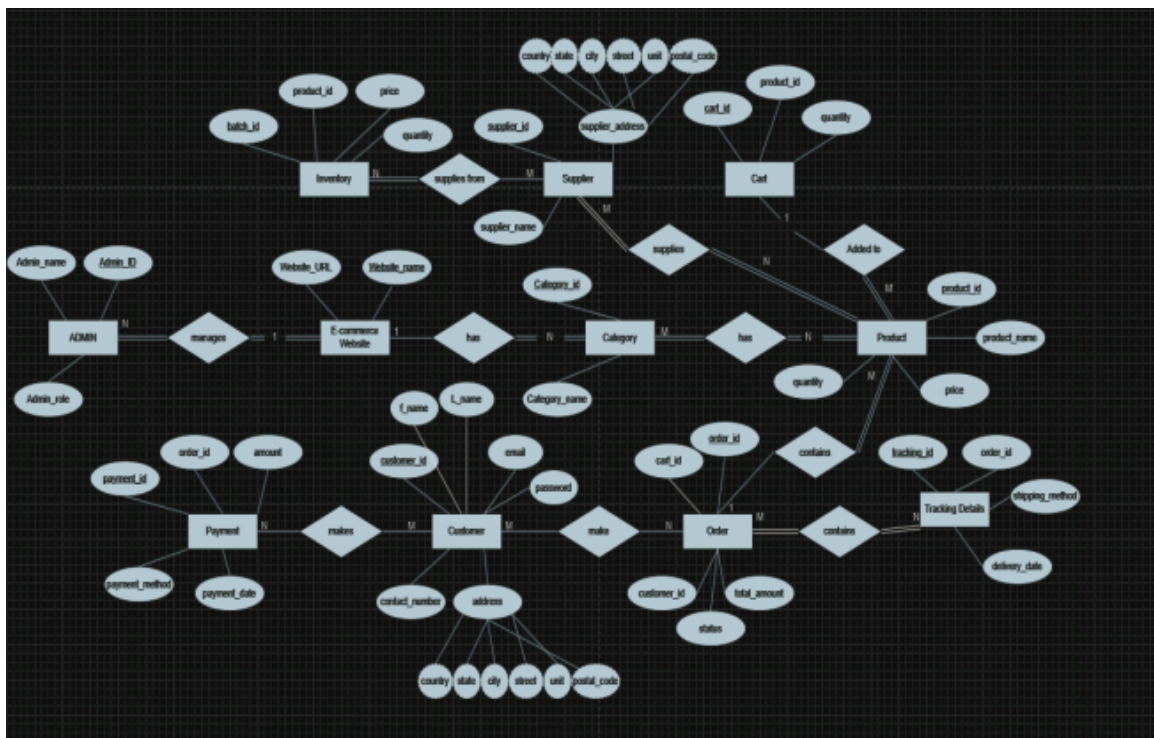 country state city street unit postal_code
product_id price
product_id
cart_id
batch_id
quantity
supplier_id
supplier_address
quantity
Inventory
N
supplies from
M
Supplier
Cart
M
1
supplier_name
supplies
Added to
N
M
Admin_name
Admin_ID
Website_URL
Website_name
Category_id
product_id
ADMIN
N
manages
1
E-commerce
Website
1
has
N
Category
M
has
N
Product
product_name
quantity
M
price
Admin_role
f_name
L_name
Category_name
order_id
amount
payment_id
customer_id
email
password
cart_id
order_id
contains
tracking_id
order_id
shipping_method
Payment
N
makes
M
Customer
M
make
N
Order
1
M
contains
N
Tracking Details
payment_method
payment_date
contact_number
address
customer_id
total_amount
status
delivery_date
country state city street unit postal_code